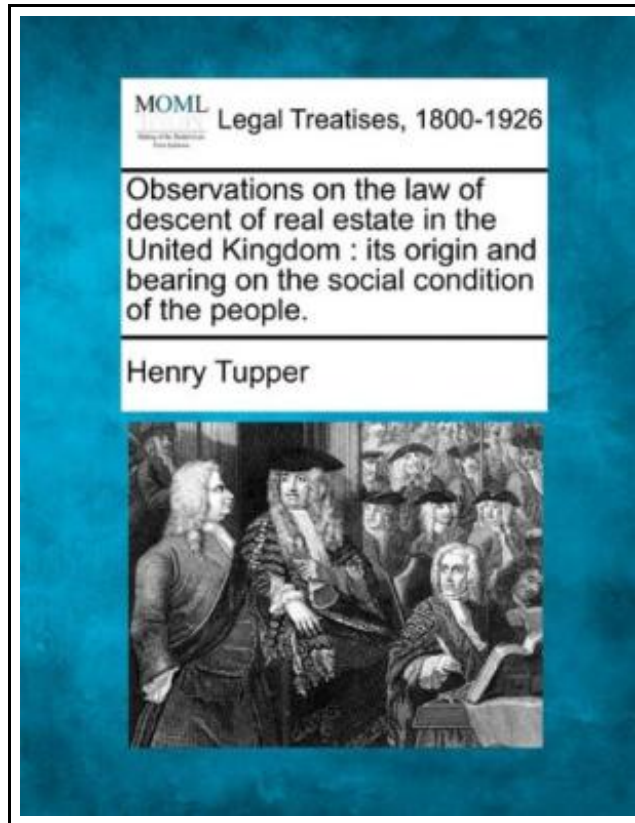 MOML
Legal Treatises, 1800-1926
Observations on the law of
descent of real estate in the
United Kingdom : its origin and
bearing on the social condition
of the people.
Henry Tupper